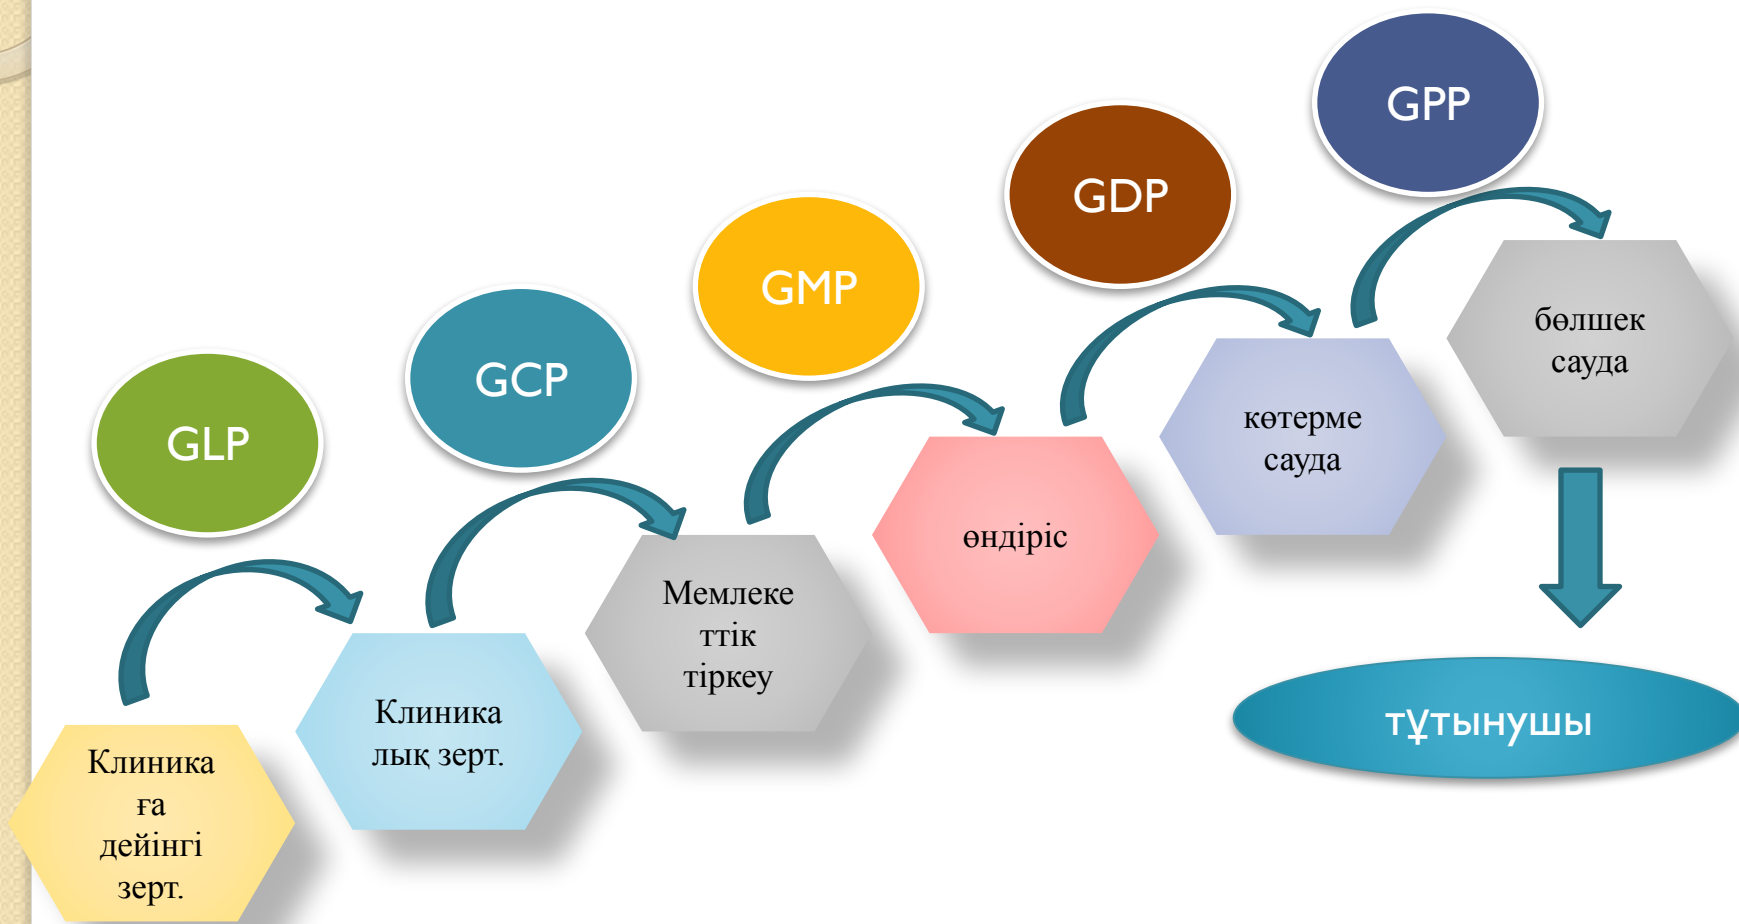 GLP
GCP
GMP
GDP
GPP
Клиника
ға
дейінгі
зерт.
Клиника
лық зерт.
Мемлеке
ттік
тіркеу
өндіріс
көтерме
сауда
бөлшек
сауда
тұтынушы